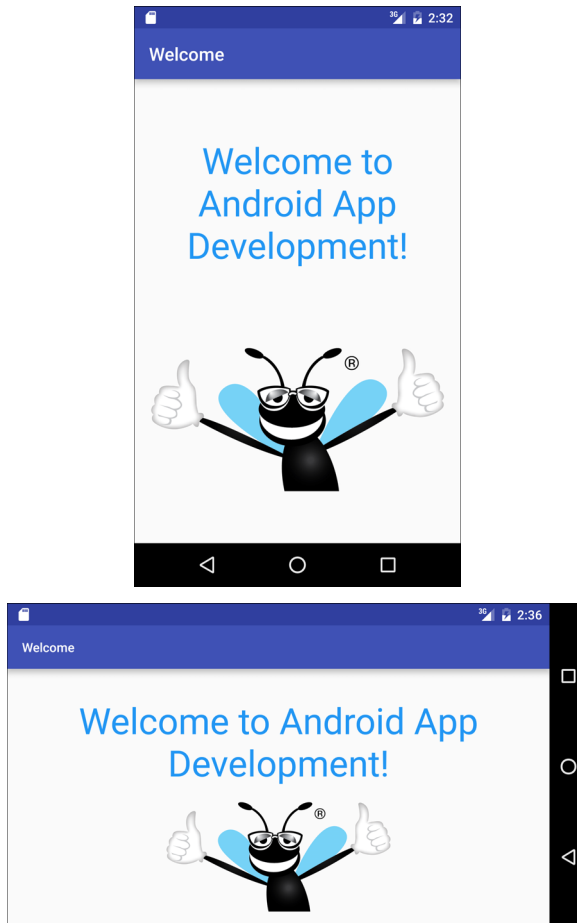 3G 2:32
Welcome
Welcome to
Android App
Development!
®
3G 2:36
Welcome
Welcome to Android App
Development!
®